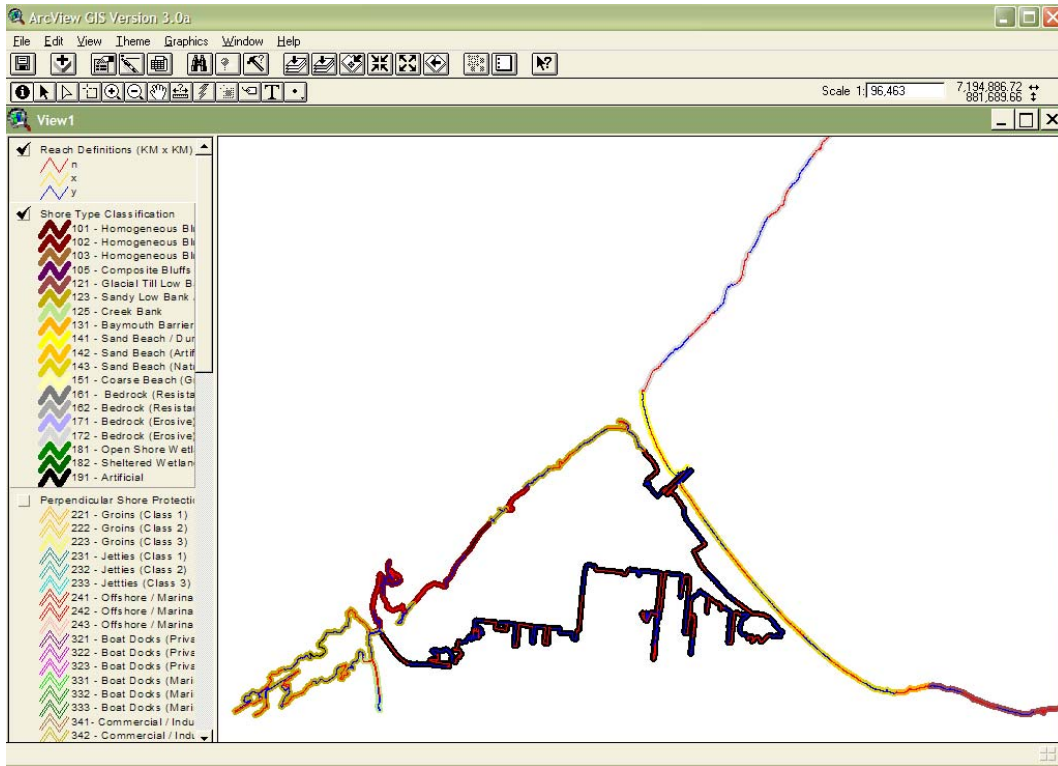 ArcView GIS Version 3.0a
File Edit View Theme Graphics Window Help
Scale 1: 96,463
7,194,886.72
881,689.66
View1
Reach Definitions (KM x KM)
n
x
y
Shore Type Classification
101 - Homogeneous Bl
102 - Homogeneous Bl
103 - Homogeneous Bl
105 - Composite Bluffs
121 - Glacial Till Low B
123 - Sandy Low Bank
125 - Creek Bank
131 - Baymouth Barrier
141 - Sand Beach / Dur
142 - Sand Beach (Artif
143 - Sand Beach (Nati
151 - Coarse Beach (G
161 - Bedrock (Resista
162 - Bedrock (Resista
171 - Bedrock (Erosive)
172 - Bedrock (Erosive)
181 - Open Shore Wetl
182 - Sheltered Wetlan
191 - Artificial
Perpendicular Shore Protectio
221 - Groins (Class 1)
222 - Groins (Class 2)
223 - Groins (Class 3)
231 - Jetties (Class 1)
232 - Jetties (Class 2)
233 - Jettties (Class 3)
241 - Offshore / Marina
242 - Offshore / Marina
243 - Offshore / Marina
321 - Boat Docks (Priva
322 - Boat Docks (Priva
323 - Boat Docks (Priva
331 - Boat Docks (Mari
332 - Boat Docks (Mari
333 - Boat Docks (Mari
341- Commercial / Indu
342 - Commercial / Indu